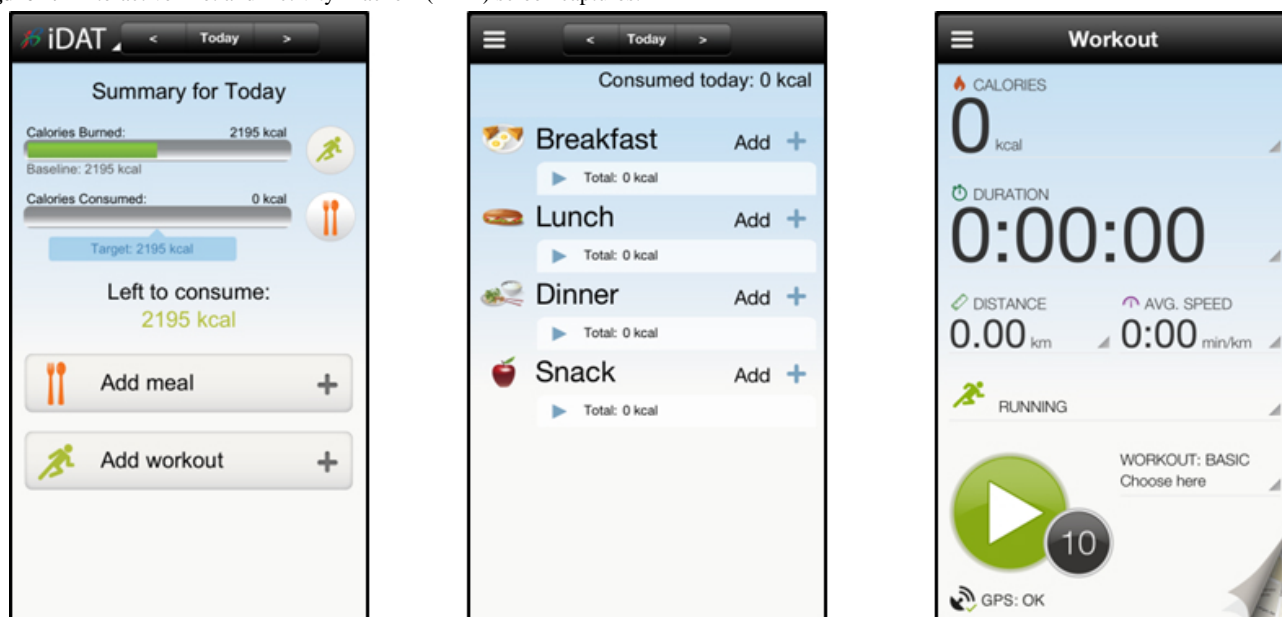 iDAT < Today >
Summary for Today
Calories Burned: 2195 kcal
Baseline: 2195 kcal
Calories Consumed: 0 kcal
Target: 2195 kcal
Left to consume:
2195 kcal
Add meal
Add workout
< Today >
Consumed today: 0 kcal
Breakfast Add +
Total: 0 kcal
Lunch Add +
Total: 0 kcal
Dinner Add +
Total: 0 kcal
Snack Add +
Total: 0 kcal
Workout
CALORIES
0 kcal
DURATION
0:00:00
DISTANCE AVG. SPEED
0.00 km 0:00 min/km
RUNNING
WORKOUT: BASIC
Choose here
10
GPS: OK